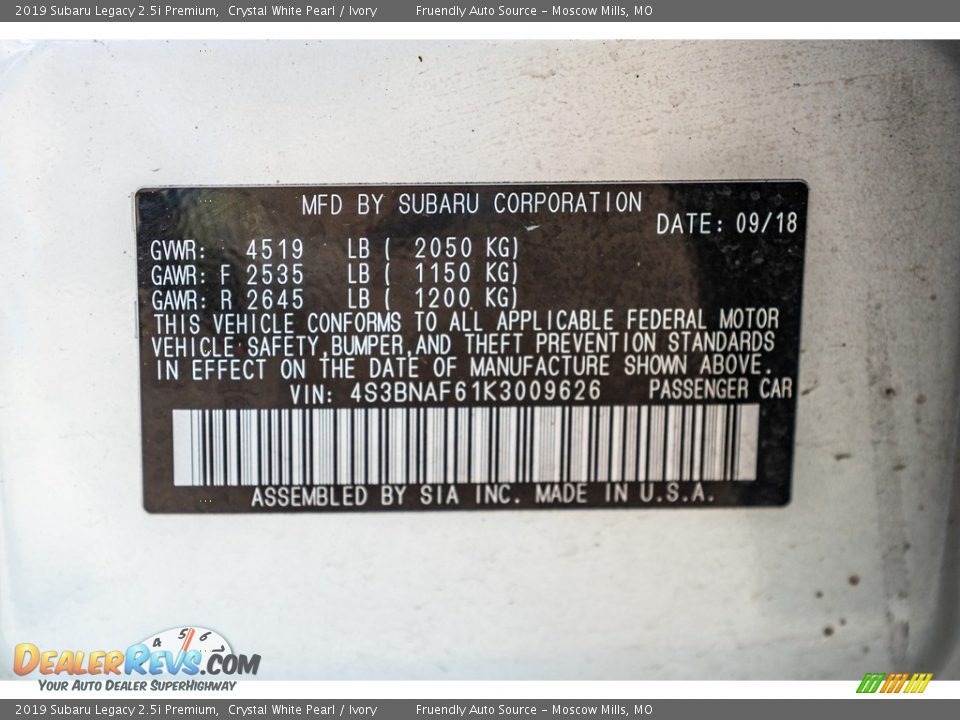 2019 Subaru Legacy 2.5i Premium, Crystal White Pearl / Ivory Fruendly Auto Source - Moscow Mills, MO
MFD BY SUBARU CORPORATION
DATE: 09/18
GVWR: 4519 LB ( 2050 KG)
GAWR: F 2535 LB ( 1150 KG)
GAWR: R 2645 LB ( 1200 KG)
THIS VEHICLE CONFORMS TO ALL APPLICABLE FEDERAL MOTOR
VEHICLE SAFETY,BUMPER,AND THEFT PREVENTION STANDARDS
IN EFFECT ON THE DATE OF MANUFACTURE SHOWN ABOVE.
VIN: 4S3BNAF61K3009626 PASSENGER CAR
ASSEMBLED BY SIA INC. MADE IN U.S.A.
4 5 6
DEALERREVS.COM
YOUR AUTO DEALER SUPERHIGHWAY
2019 Subaru Legacy 2.5i Premium, Crystal White Pearl / Ivory Fruendly Auto Source - Moscow Mills, MO